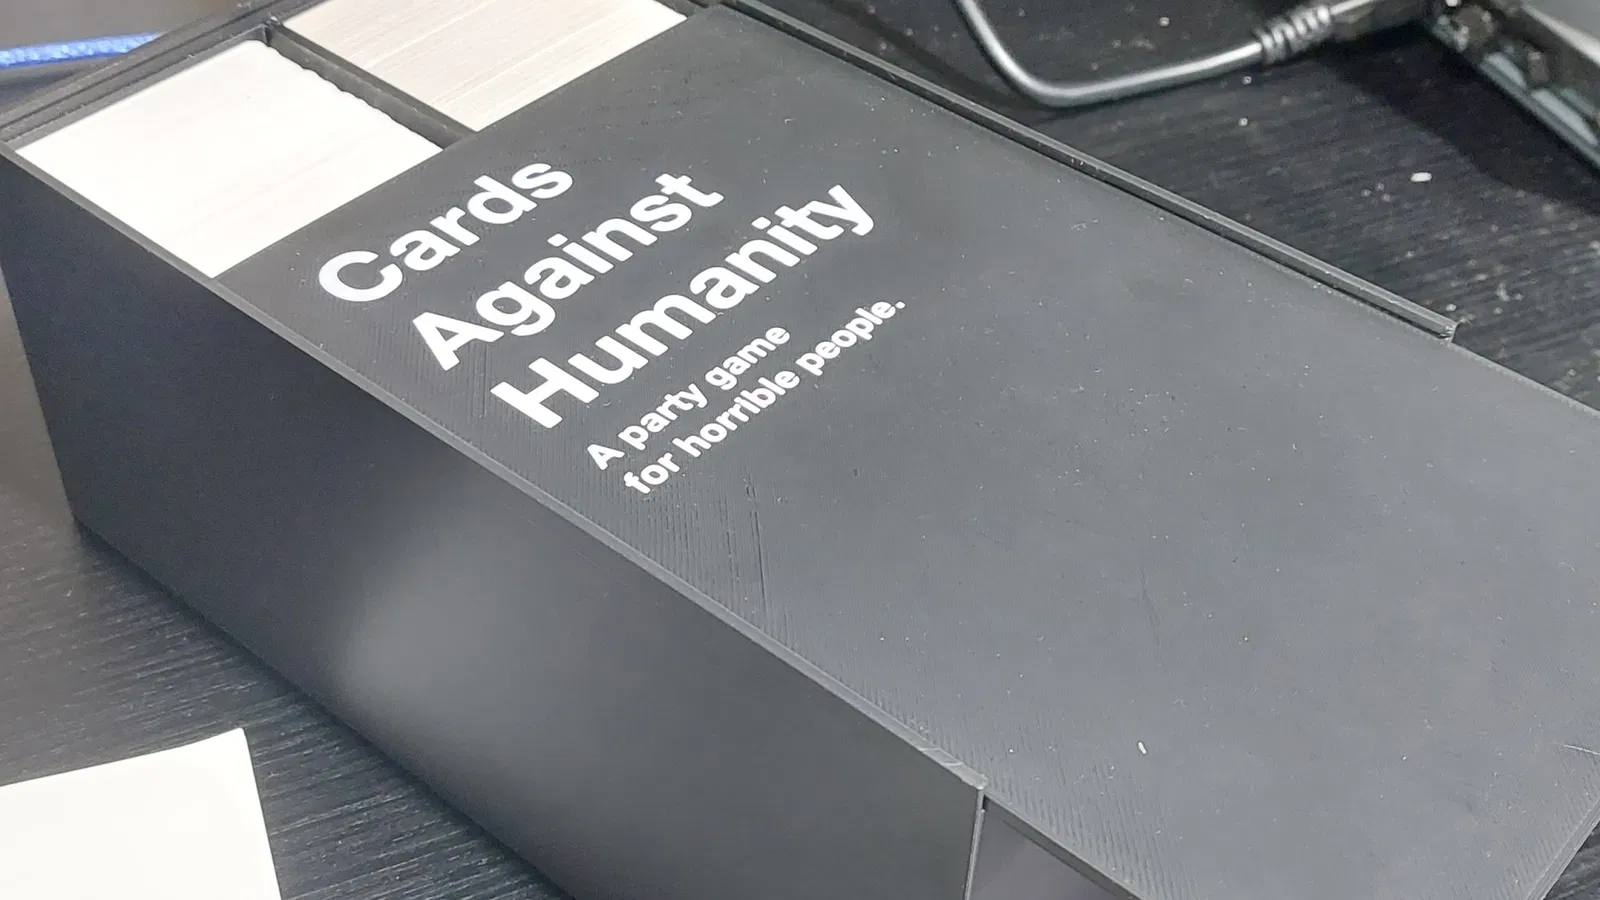 Cards
Against
Humanity
A party game
for horrible people.